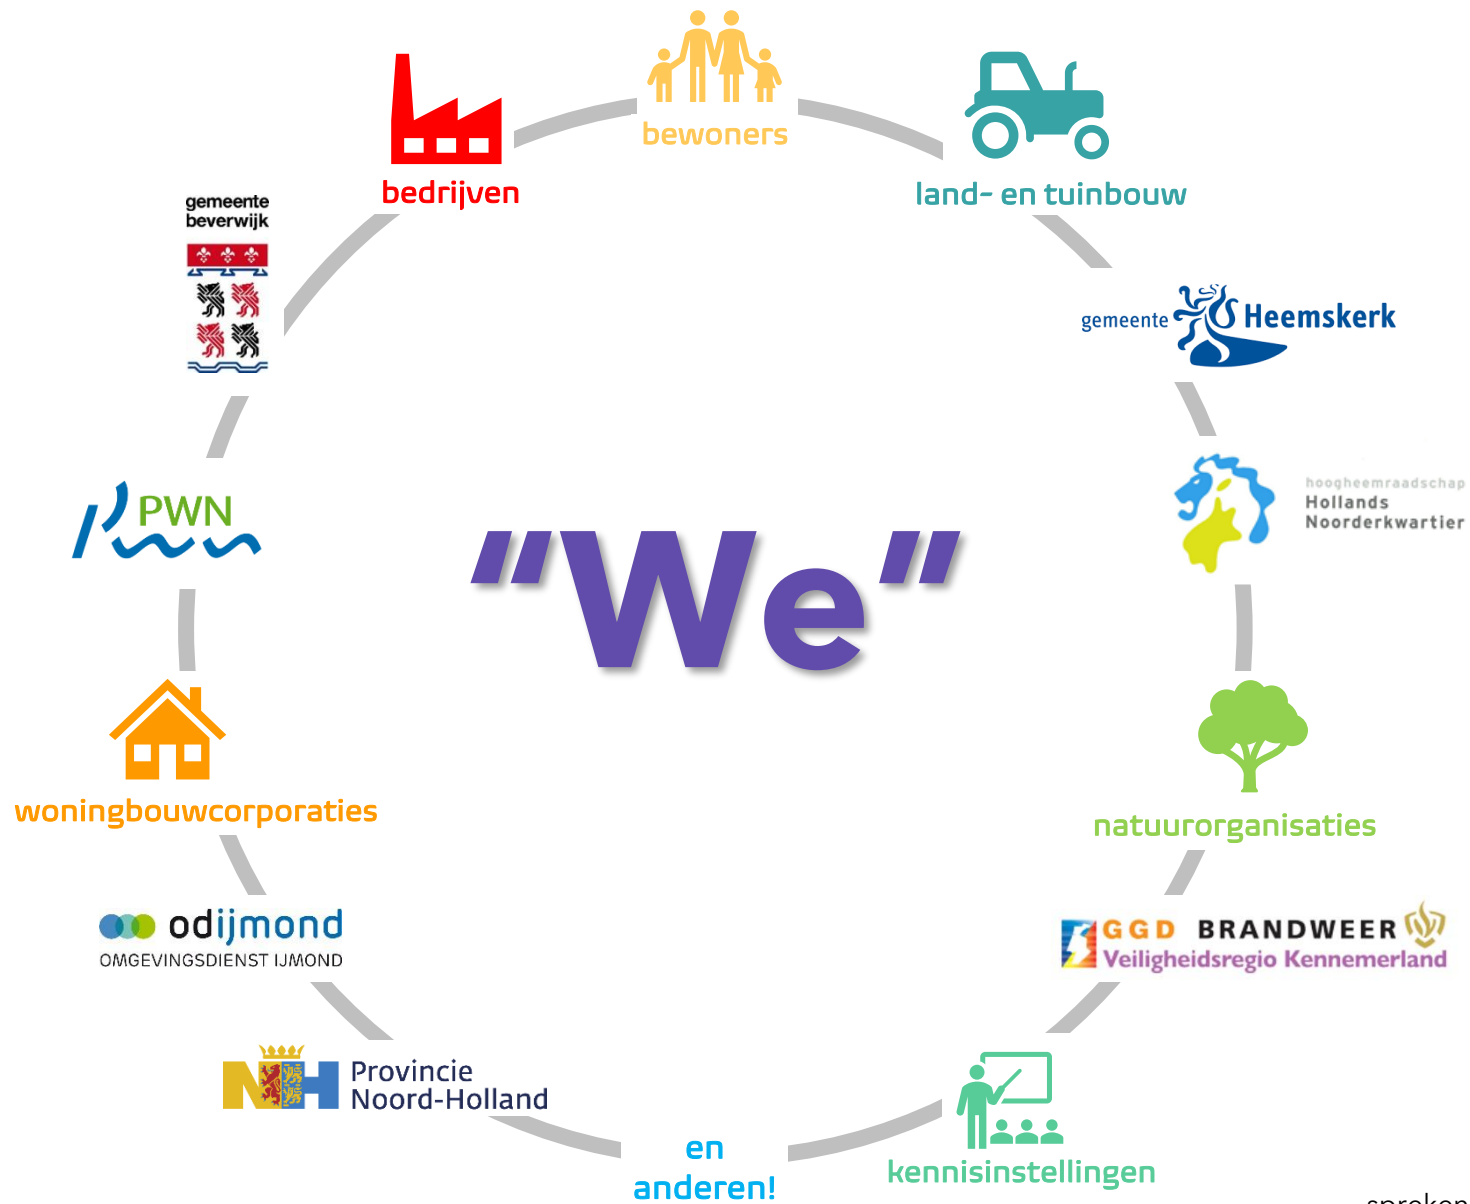 bewoners
bedrijven
land- en tuinbouw
gemeente
beverwijk
gemeente Heemskerk
hoogheemraadschap
Hollands
Noorderkwartier
PWN
"We"
woningbouwcorporaties
natuurorganisaties
odijmond
OMGEVINGSDIENST IJMOND
GGD BRANDWEER
Veiligheidsregio Kennemerland
NH Provincie
Noord-Holland
en
anderen!
kennisinstellingen